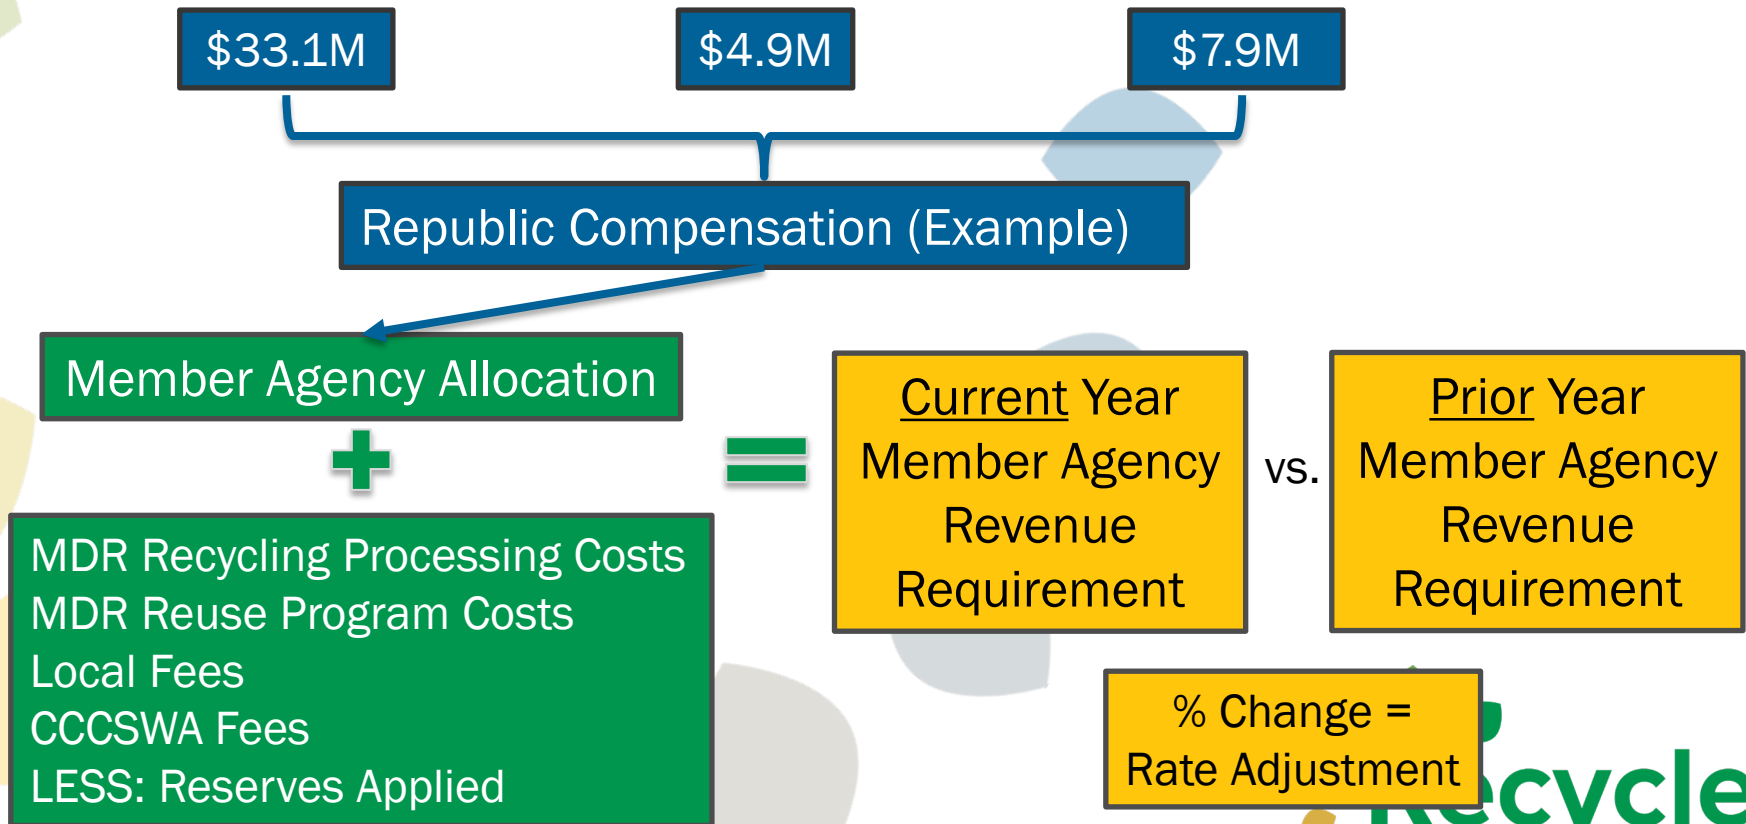 $33.1M
$4.9M
$7.9M
Republic Compensation (Example)
Member Agency Allocation
+
MDR Recycling Processing Costs
MDR Reuse Program Costs
Local Fees
CCCSWA Fees
LESS: Reserves Applied
=
Current Year
Member Agency
Revenue
Requirement
vs.
Prior Year
Member Agency
Revenue
Requirement
% Change =
Rate Adjustment
Recycle